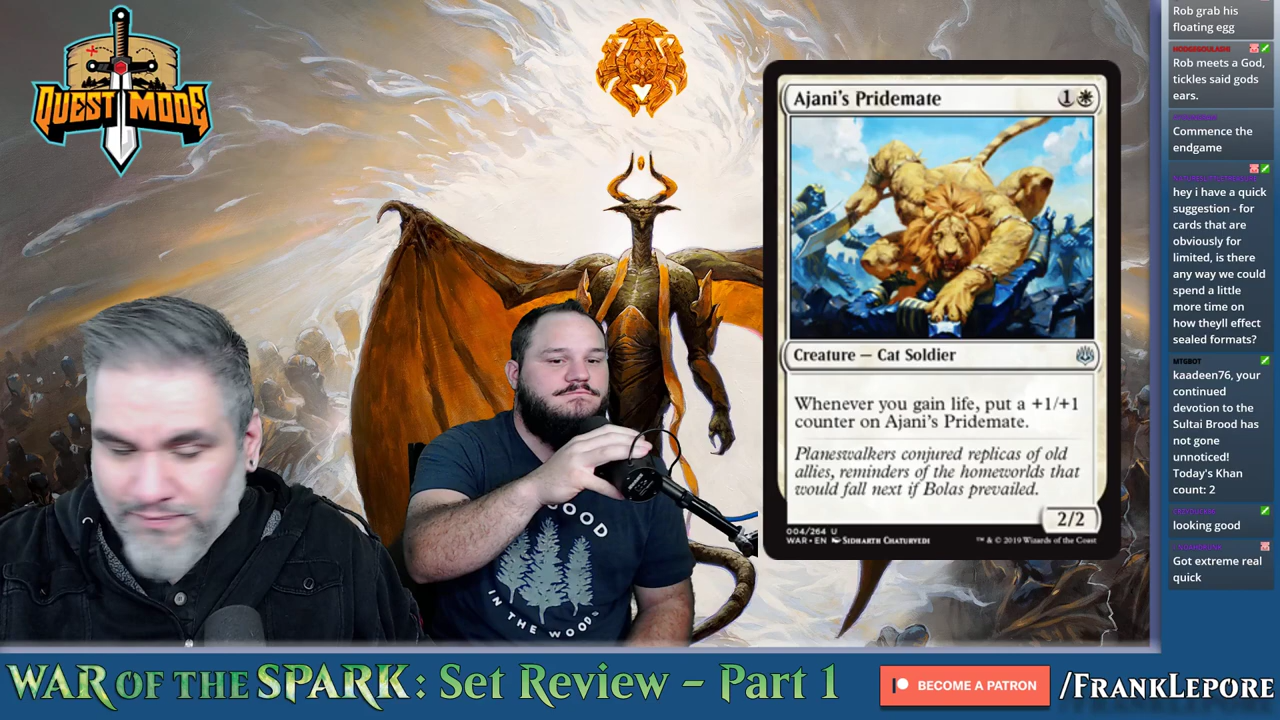 QUEST MODE
Ajani's Pridemate
1
Creature — Cat Soldier
Whenever you gain life, put a +1/+1
counter on Ajani's Pridemate.
Planeswalkers conjured replicas of old
allies, reminders of the homeworlds that
would fall next if Bolas prevailed.
2/2
004/264 U
WAR • EN Sidharth Chaturvedi
™ & © 2019 Wizards of the Coast
GOOD
IN THE WOODS
Rob grab his
floating egg
Rob meets a God,
tickles said gods
ears.
Commence the
endgame
hey i have a quick
suggestion - for
cards that are
obviously for
limited, is there
any way we could
spend a little
more time on
how theyll effect
sealed formats?
MTGBOT
kaadeen76, your
continued
devotion to the
Sultai Brood has
not gone
unnoticed!
Today's Khan
count: 2
looking good
Got extreme real
quick
WAR OF THE SPARK: Set Review - Part 1
BECOME A PATRON
/FrankLepore